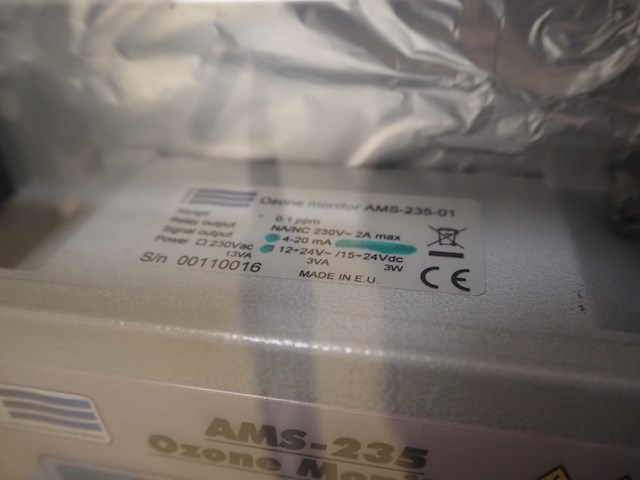 Ozone monitor AMS-235-01
Range 0.1 ppm
Relay output NA/NC 230V~ 2A max
Signal output 4-20 mA
Power 230Vac 12÷24V~ /15÷24Vdc
13VA 3VA 3W
S/n 00110016
MADE IN E.U.
CE
AMS-235
Ozone